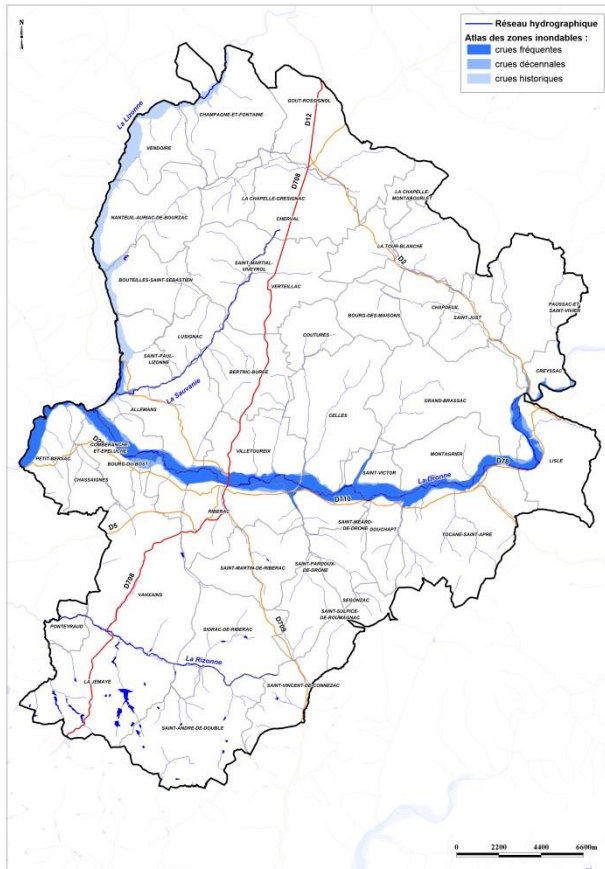 N
Réseau hydrographique
Atlas des zones inondables :
crues fréquentes
crues décennales
crues historiques
GOUT-ROSSIGNOL
CHAMPAGNE-ET-FONTAINE
La Lizonne
D12
VENDOIRE
D708
LA CHAPELLE-
MONTABOURLET
LA CHAPELLE-GRESIGNAC
NANTEUIL-AURIAC-DE-BOURZAC
CHERVAL
LA TOUR-BLANCHE
D2
SAINT-MARTIAL-
VIVEYROL
BOUTEILLES-SAINT-SEBASTIEN
VERTEILLAC
CHAPDEUIL
PAUSSAC-ET
SAINT-VIVIEN
BOURG-DES-MAISONS
SAINT-JUST
LUSIGNAC
COUTURES
SAINT-PAUL-
LIZONNE
BERTRIC-BUREE
CREYSSAC
La Sauvanie
GRAND-BRASSAC
ALLEMANS
CELLES
COMBERANCHE-
ET-EPELUCHE
VILLETOUREIX
MONTAGRIER
PETIT-BERSAC
BOURG-DU-BOST
D78
LISLE
SAINT-VICTOR
CHASSAIGNES
La Dronne
D710
RIBERAC
SAINT-MEARD-
DE-DRONE
DOUCHAPT
D5
TOCANE-SAINT-APRE
SAINT-MARTIN-DE-RIBERAC
SAINT-PARDOUX-
DE-DRONE
D708
VANXAINS
SEGONZAC
SAINT-SULPICE-
DE-ROUMAGNAC
D709
PONTEYRAUD
SIORAC-DE-RIBERAC
La Rizonne
LA JEMAYE
SAINT-VINCENT-DE-CONNEZAC
SAINT-ANDRE-DE-DOUBLE
0 2200 4400 6600m